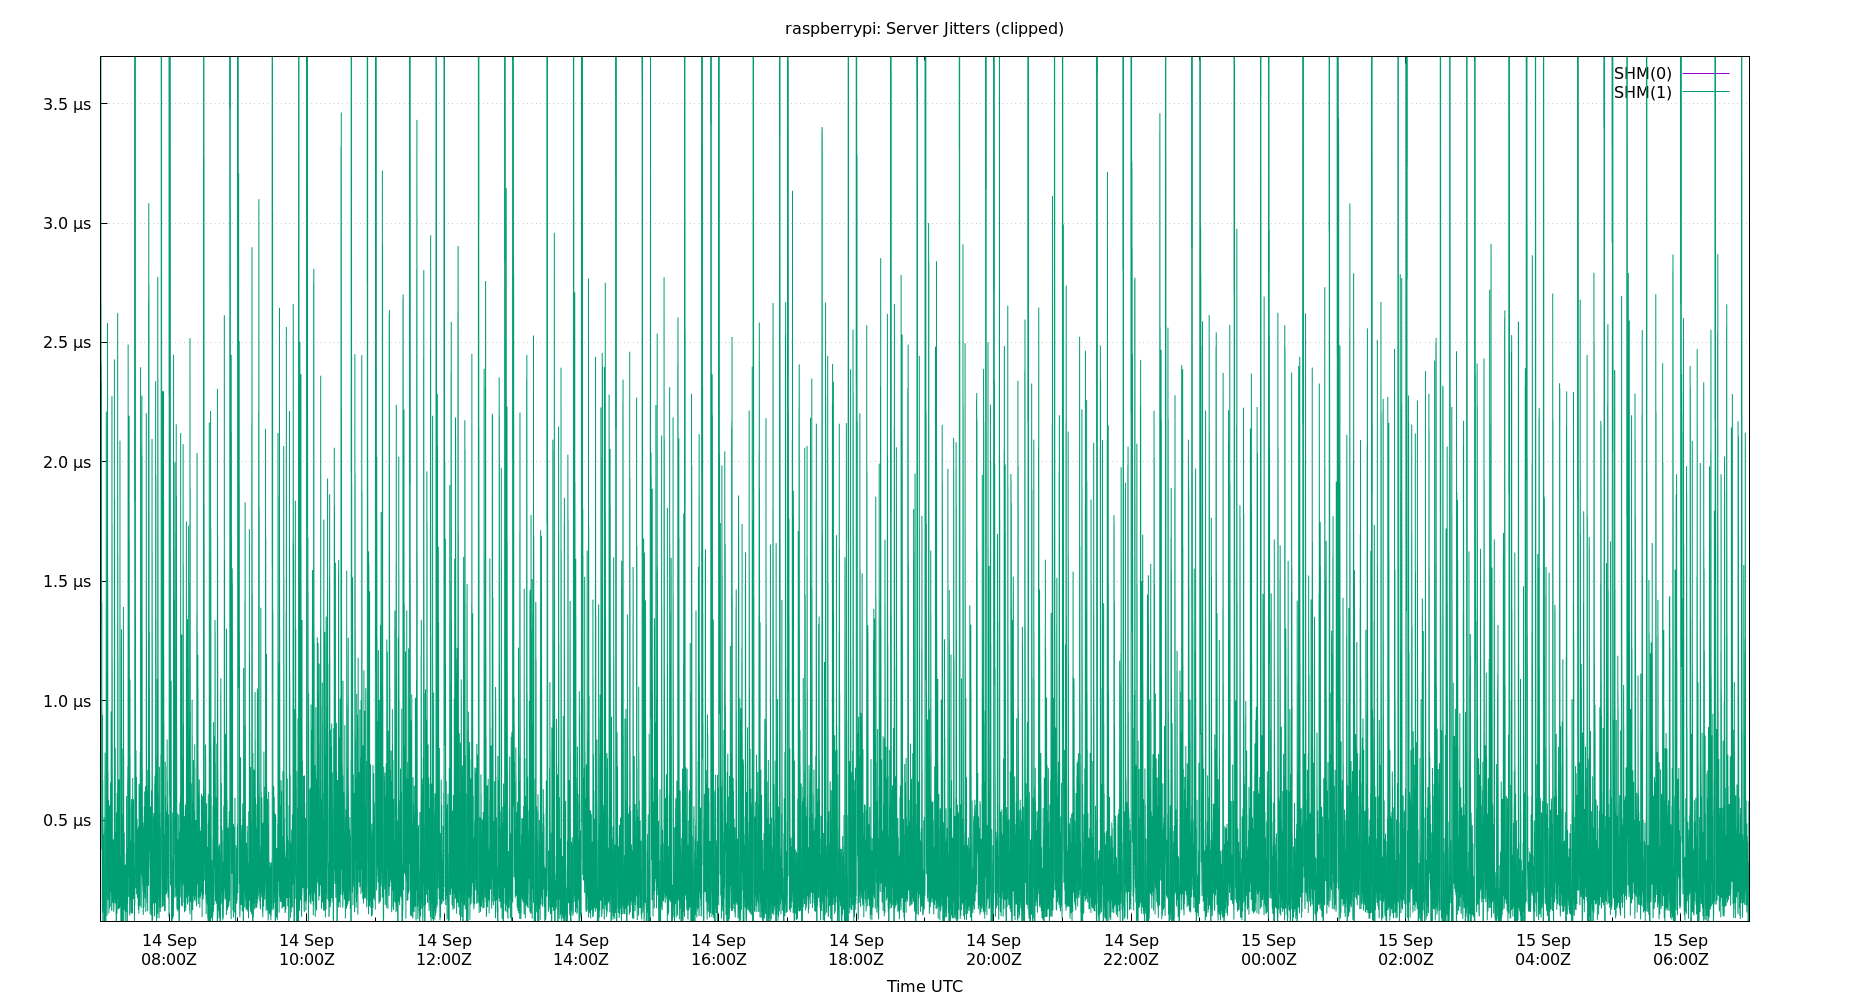 raspberrypi: Server Jitters (clipped)
SHM(0)
SHM(1)
3.5 µs
3.0 µs
2.5 µs
2.0 µs
1.5 µs
1.0 µs
0.5 µs
14 Sep 14 Sep 14 Sep 14 Sep 14 Sep 14 Sep 14 Sep 14 Sep 15 Sep 15 Sep 15 Sep 15 Sep
08:00Z 10:00Z 12:00Z 14:00Z 16:00Z 18:00Z 20:00Z 22:00Z 00:00Z 02:00Z 04:00Z 06:00Z
Time UTC